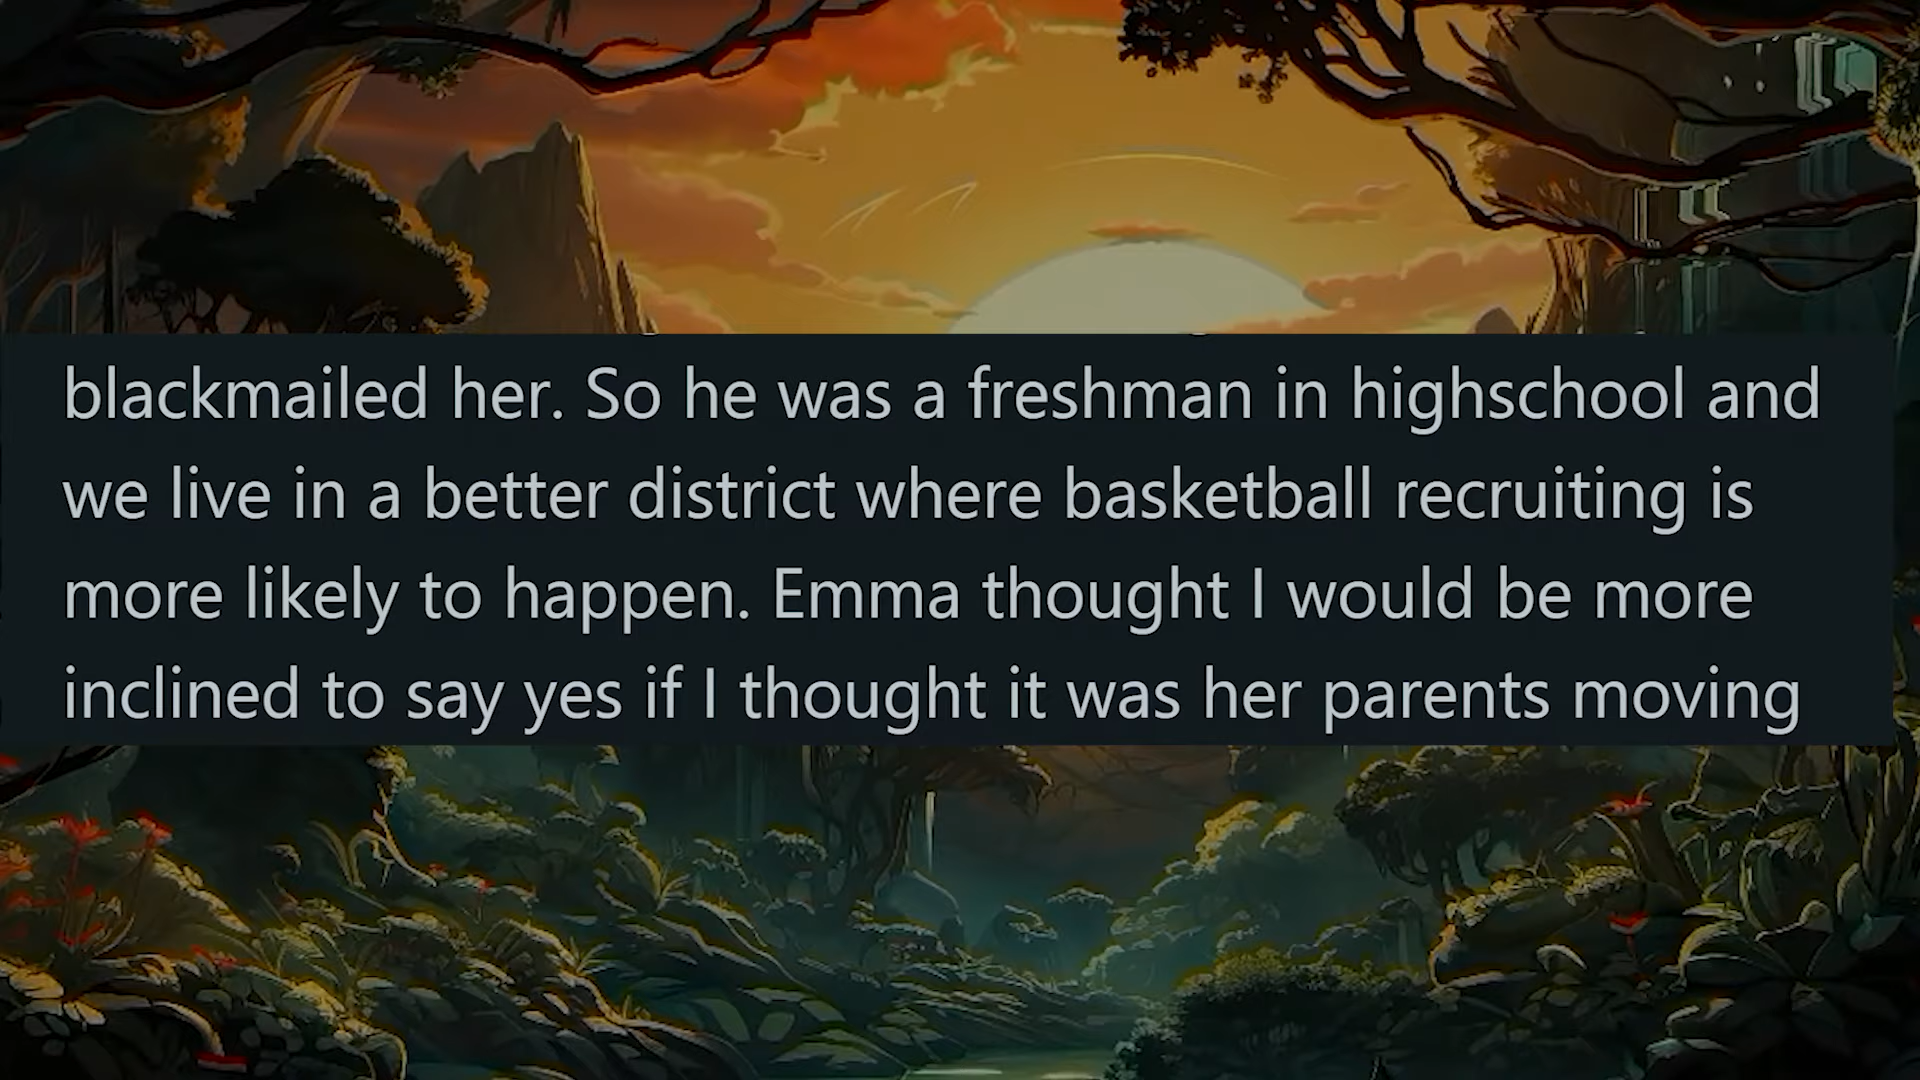 blackmailed her. So he was a freshman in highschool and
we live in a better district where basketball recruiting is
more likely to happen. Emma thought I would be more
inclined to say yes if I thought it was her parents moving